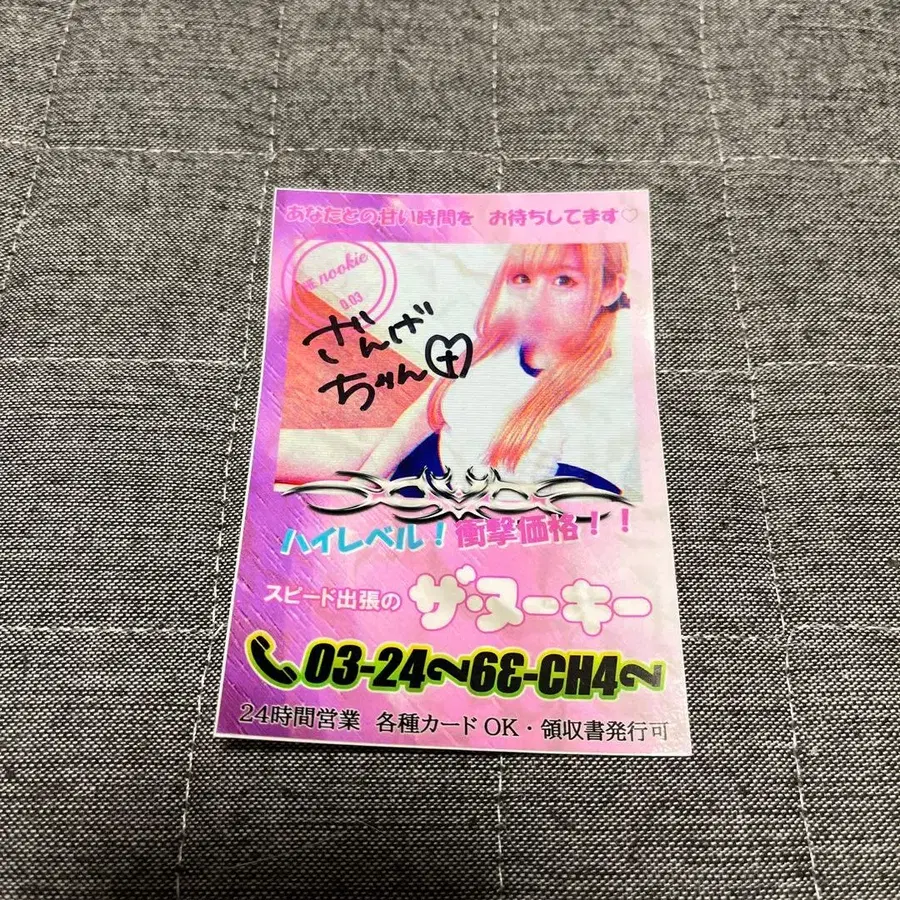 あなたとの甘い時間を お待ちしてます♡
nookie
0.03
ざんげ
ちゃん
ハイレベル!衝撃価格!!
スピード出張の ザ・ヌーキー
03-24〜6ε-CH4〜
24時間営業 各種カードOK・領収書発行可